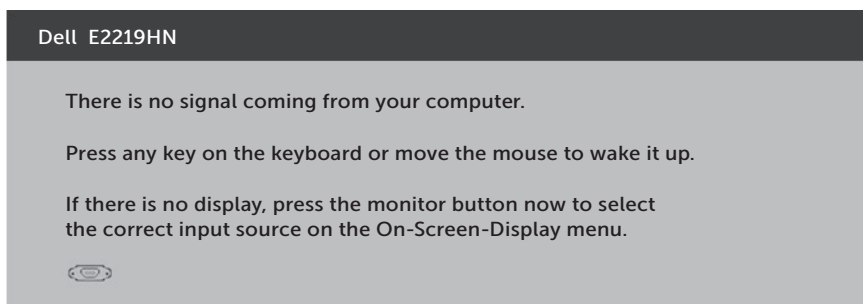 Dell E2219HN
There is no signal coming from your computer.
Press any key on the keyboard or move the mouse to wake it up.
If there is no display, press the monitor button now to select
the correct input source on the On-Screen-Display menu.